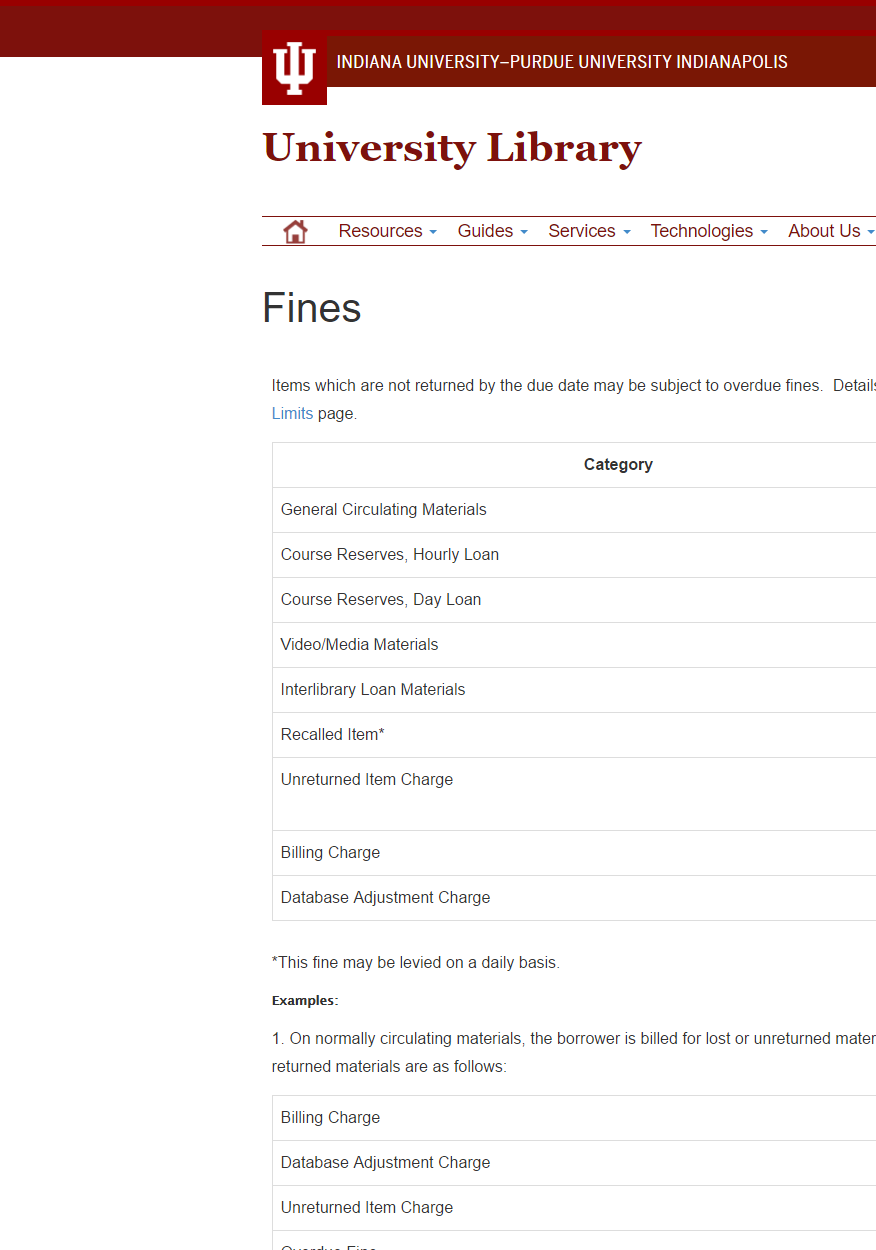 INDIANA UNIVERSITY–PURDUE UNIVERSITY INDIANAPOLIS
University Library
Resources Guides Services Technologies About Us
Fines
Items which are not returned by the due date may be subject to overdue fines. Details
Limits page.
Category
General Circulating Materials
Course Reserves, Hourly Loan
Course Reserves, Day Loan
Video/Media Materials
Interlibrary Loan Materials
Recalled Item*
Unreturned Item Charge
Billing Charge
Database Adjustment Charge
*This fine may be levied on a daily basis.
Examples:
1. On normally circulating materials, the borrower is billed for lost or unreturned mater
returned materials are as follows:
Billing Charge
Database Adjustment Charge
Unreturned Item Charge
Overdue Fine